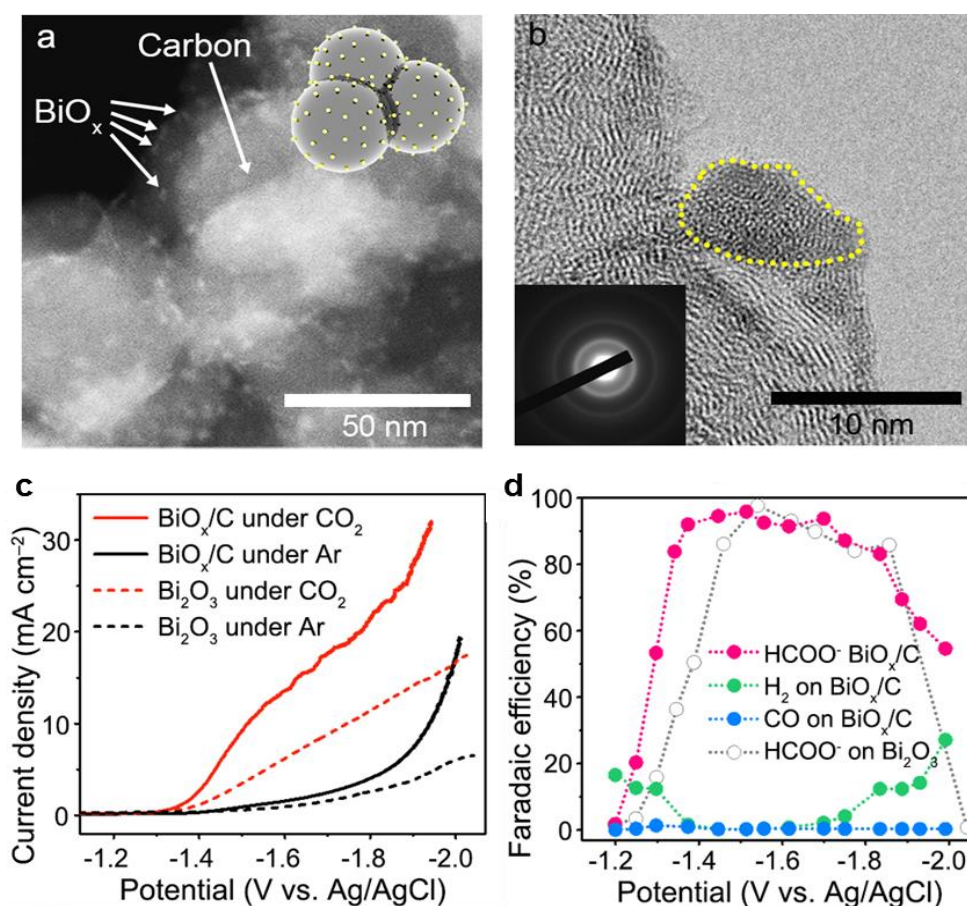 a
Carbon
BiOₓ
50 nm
b
10 nm
c
BiOₓ/C under CO₂
BiOₓ/C under Ar
Bi₂O₃ under CO₂
Bi₂O₃ under Ar
Current density (mA cm⁻²)
30
20
10
0
-1.2 -1.4 -1.6 -1.8 -2.0
Potential (V vs. Ag/AgCl)
d
Faradaic efficiency (%)
100
80
60
40
20
0
HCOO⁻ BiOₓ/C
H₂ on BiOₓ/C
CO on BiOₓ/C
HCOO⁻ on Bi₂O₃
-1.2 -1.4 -1.6 -1.8 -2.0
Potential (V vs. Ag/AgCl)